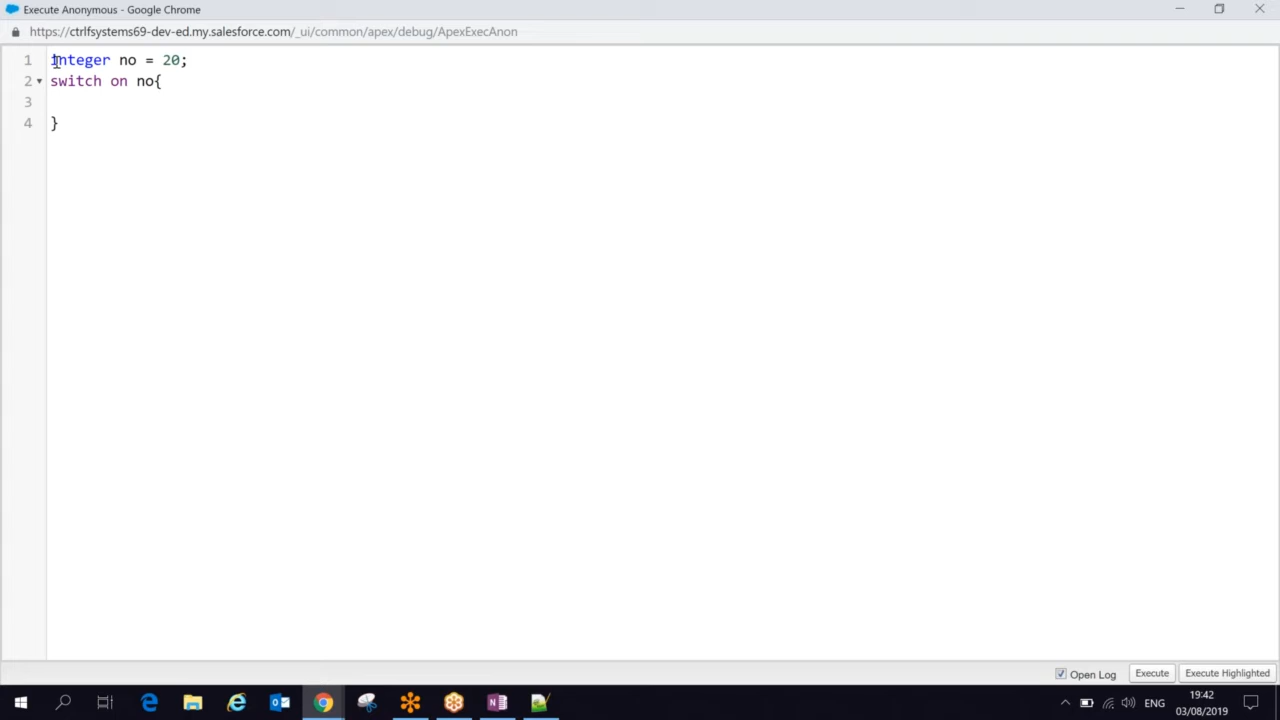 Execute Anonymous - Google Chrome
https://ctrlfsystems69-dev-ed.my.salesforce.com/_ui/common/apex/debug/ApexExecAnon
1 integer no = 20;
2 switch on no{
3
4 }
Open Log Execute Execute Highlighted
19:42
ENG
03/08/2019